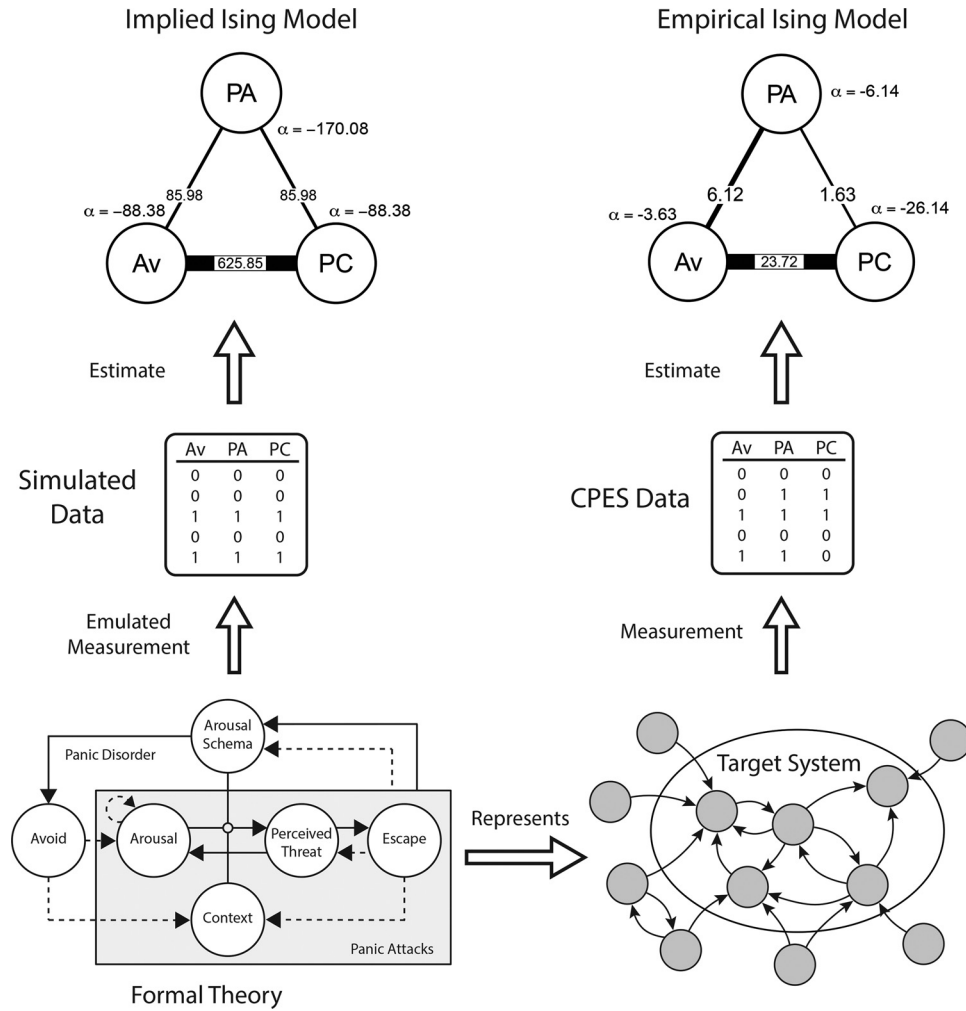 Implied Ising Model
PA
α = −170.08
85.98
85.98
α = −88.38
α = −88.38
Av
625.85
PC
Estimate
Simulated
Data
Av PA PC
0 0 0
0 0 0
1 1 1
0 0 0
1 1 1
Emulated
Measurement
Arousal
Schema
Panic Disorder
Avoid
Arousal
Perceived
Threat
Escape
Context
Panic Attacks
Formal Theory
Represents
Empirical Ising Model
PA
α = -6.14
6.12
1.63
α = -3.63
α = -26.14
Av
23.72
PC
Estimate
CPES Data
Av PA PC
0 0 0
0 1 1
1 1 1
0 0 0
1 1 0
Measurement
Target System